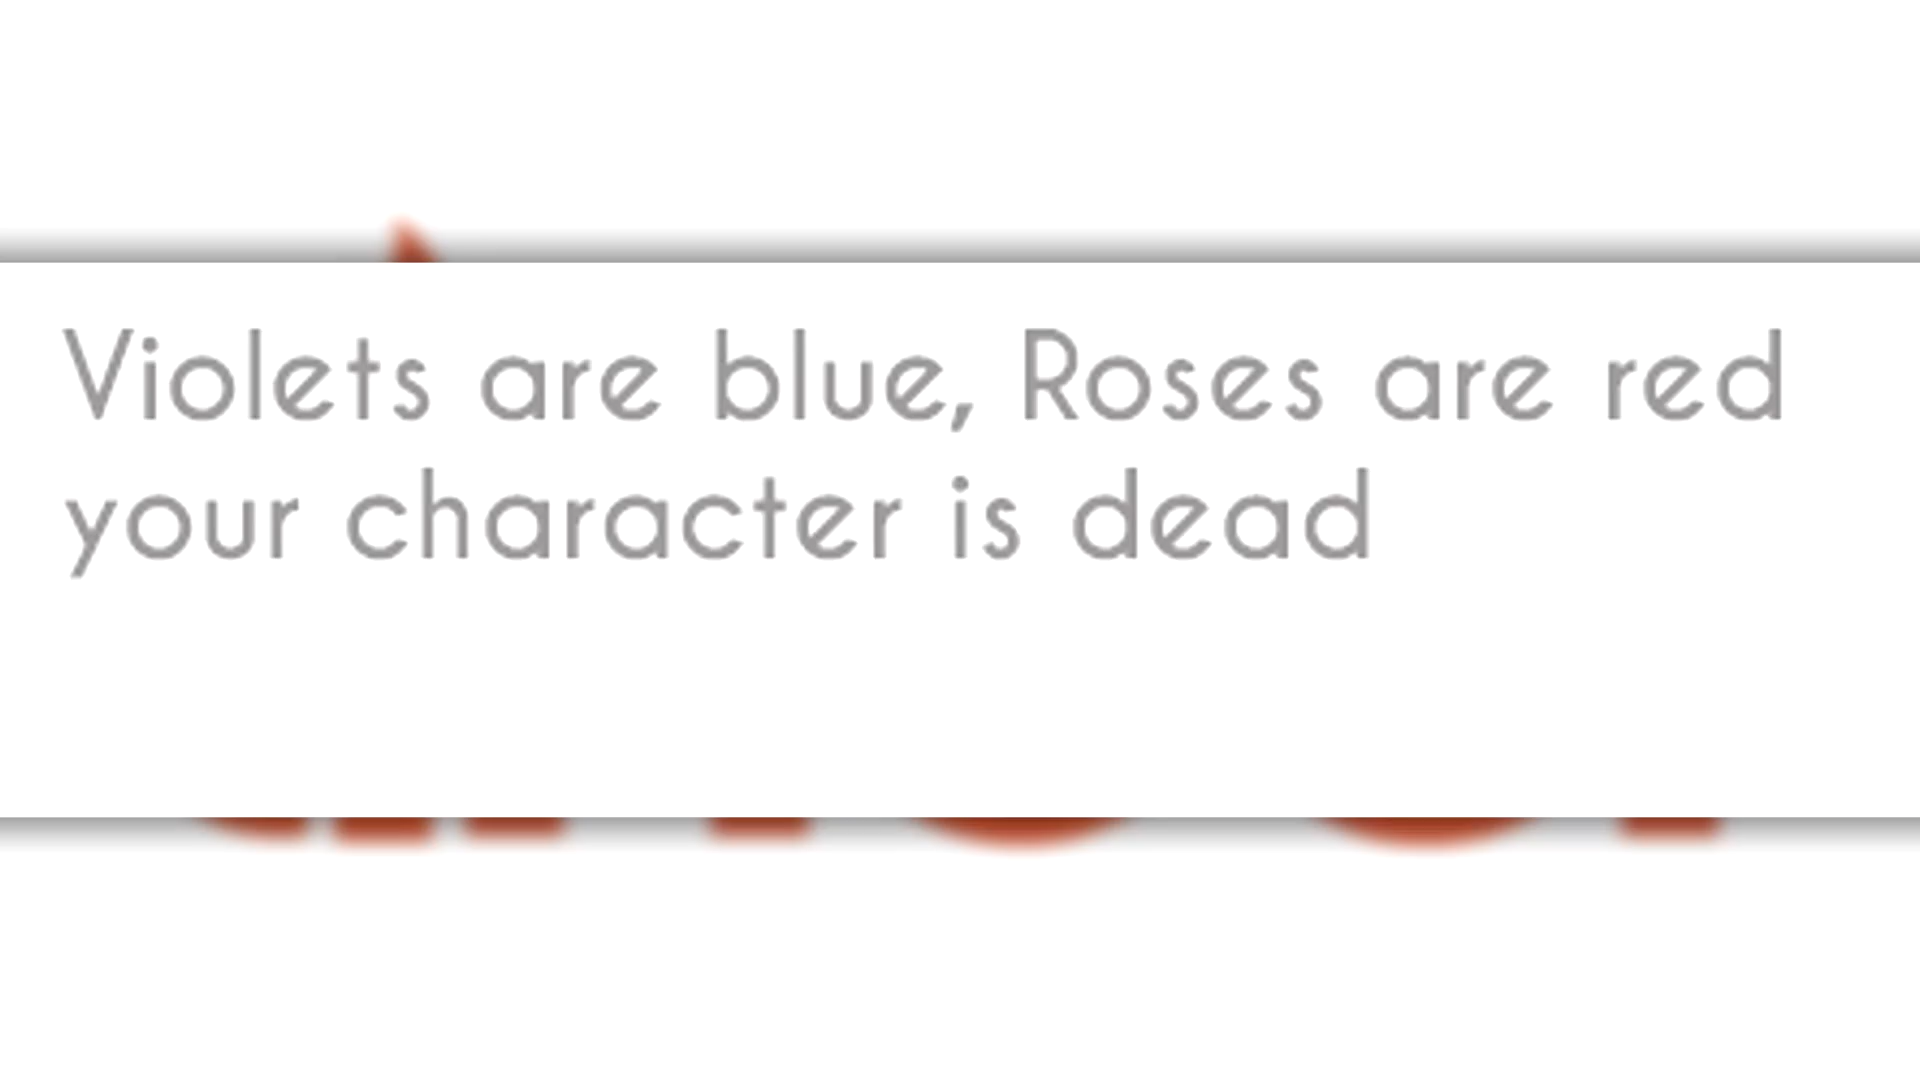 Violets are blue, Roses are red
your character is dead